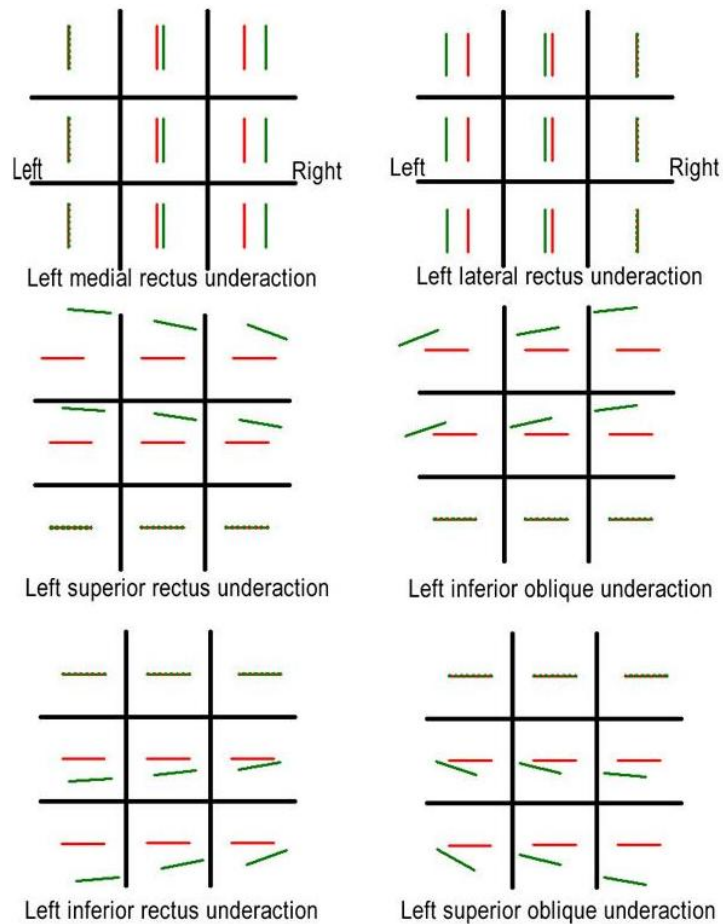 Left
Right
Left
Right
Left medial rectus underaction
Left lateral rectus underaction
Left superior rectus underaction
Left inferior oblique underaction
Left inferior rectus underaction
Left superior oblique underaction